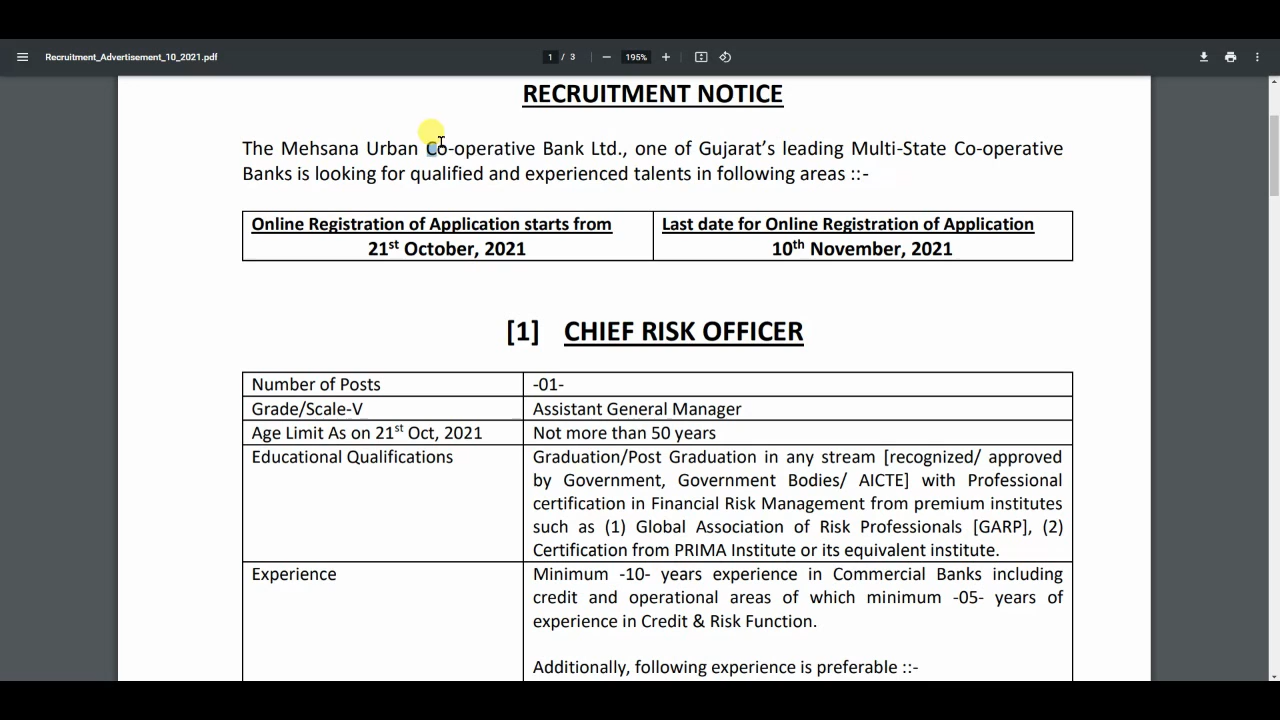 Recruitment_Advertisement_10_2021.pdf
1 / 3
195%
RECRUITMENT NOTICE
The Mehsana Urban Co-operative Bank Ltd., one of Gujarat's leading Multi-State Co-operative
Banks is looking for qualified and experienced talents in following areas ::-
Online Registration of Application starts from
21st October, 2021
Last date for Online Registration of Application
10th November, 2021
[1] CHIEF RISK OFFICER
Number of Posts
-01-
Grade/Scale-V
Assistant General Manager
Age Limit As on 21st Oct, 2021
Not more than 50 years
Educational Qualifications
Graduation/Post Graduation in any stream [recognized/ approved
by Government, Government Bodies/ AICTE] with Professional
certification in Financial Risk Management from premium institutes
such as (1) Global Association of Risk Professionals [GARP], (2)
Certification from PRIMA Institute or its equivalent institute.
Experience
Minimum -10- years experience in Commercial Banks including
credit and operational areas of which minimum -05- years of
experience in Credit & Risk Function.
Additionally, following experience is preferable ::-